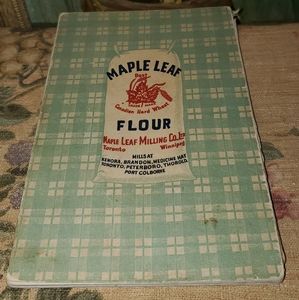 MAPLE LEAF
Best
Canadian Hard Wheat
FLOUR
MAPLE LEAF MILLING CO. LTD
Toronto Winnipeg
MILLS AT
KENORA, BRANDON, MEDICINE HAT
TORONTO, PETERBORO, THOROLD,
PORT COLBORNE